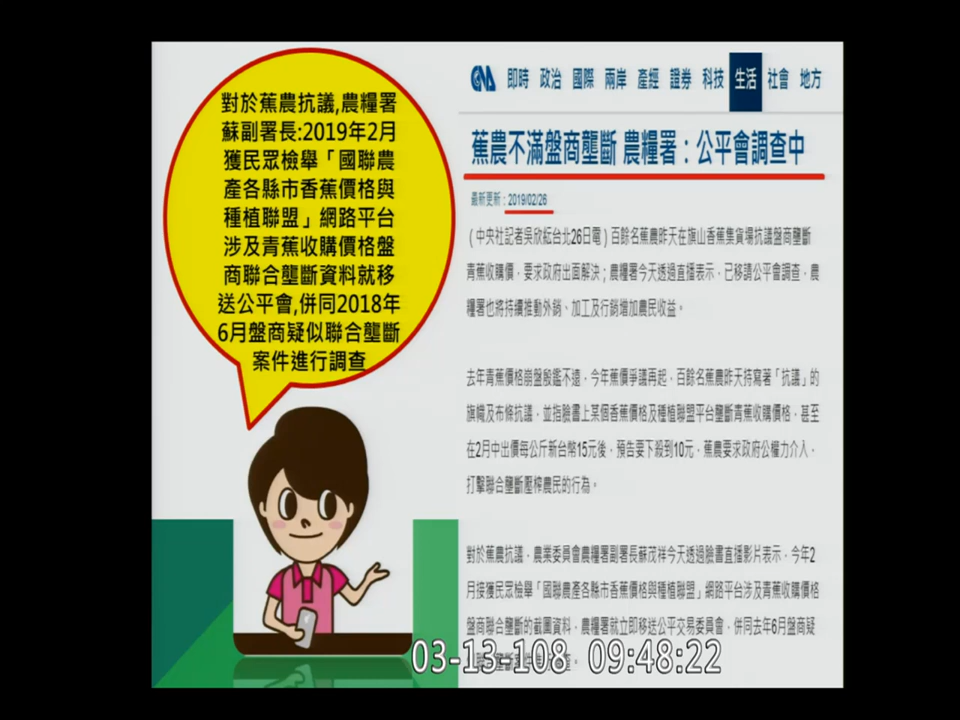 對於蕉農抗議,農糧署
蘇副署長:2019年2月
獲民眾檢舉「國聯農
產各縣市香蕉價格與
種植聯盟」網路平台
涉及青蕉收購價格盤
商聯合壟斷資料就移
送公平會,併同2018年
6月盤商疑似聯合壟斷
案件進行調查
CNA 即時 政治 國際 兩岸 產經 證券 科技 生活 社會 地方
蕉農不滿盤商壟斷 農糧署:公平會調查中
最新更新:2019/02/26
(中央社記者吳欣紜台北26日電)百餘名蕉農昨天在旗山香蕉集貨場抗議盤商壟斷
青蕉收購價,要求政府出面解決;農糧署今天透過直播表示,已移請公平會調查,農
糧署也將持續推動外銷、加工及行銷增加農民收益。
去年青蕉價格崩盤殷鑑不遠,今年蕉價爭議再起,百餘名蕉農昨天持寫著「抗議」的
旗幟及布條抗議,並指臉書上某個香蕉價格及種植聯盟平台壟斷青蕉收購價格,甚至
在2月中出價每公斤新台幣15元後,預告要下殺到10元,蕉農要求政府公權力介入,
打擊聯合壟斷壓榨農民的行為。
對於蕉農抗議,農業委員會農糧署副署長蘇茂祥今天透過臉書直播影片表示,今年2
月接獲民眾檢舉「國聯農產各縣市香蕉價格與種植聯盟」網路平台涉及青蕉收購價格
盤商聯合壟斷的截圖資料,農糧署就立即移送公平交易委員會,併同去年6月盤商疑
03-13-108 09:48:22